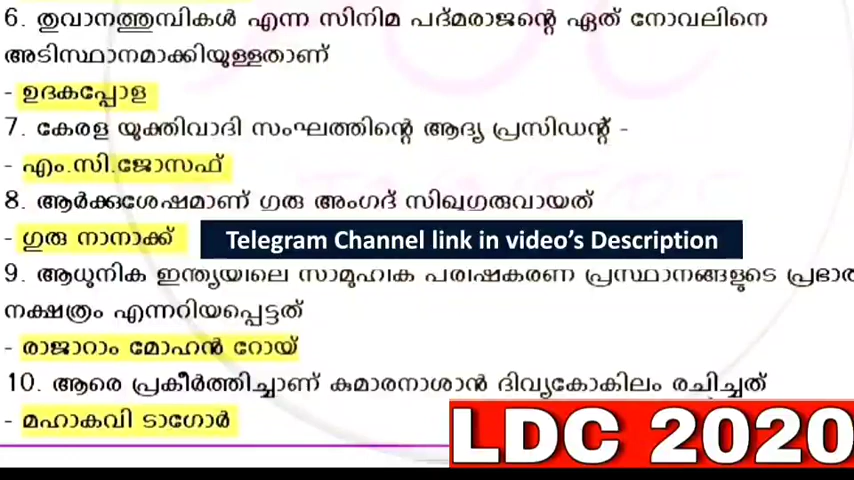 6. തുവാനത്തുമ്പികൾ എന്ന സിനിമ പദ്മരാജന്റെ ഏത് നോവലിനെ
അടിസ്ഥാനമാക്കിയുള്ളതാണ്
- ഉദകപ്പോള
7. കേരള യുക്തിവാദി സംഘത്തിന്റെ ആദ്യ പ്രസിഡന്റ് -
- എം.സി.ജോസഫ്
8. ആർക്കുശേഷമാണ് ഗുരു അംഗദ് സിഖുഗുരുവായത്
- ഗുരു നാനാക്ക്
Telegram Channel link in video's Description
9. ആധുനിക ഇന്ത്യയിലെ സാമൂഹിക പരിഷ്കരണ പ്രസ്ഥാനങ്ങളുടെ പ്രഭാത
നക്ഷത്രം എന്നറിയപ്പെട്ടത്
- രാജാറാം മോഹൻ റോയ്
10. ആരെ പ്രകീർത്തിച്ചാണ് കുമാരനാശാൻ ദിവ്യകോകിലം രചിച്ചത്
- മഹാകവി ടാഗോർ
LDC 2020